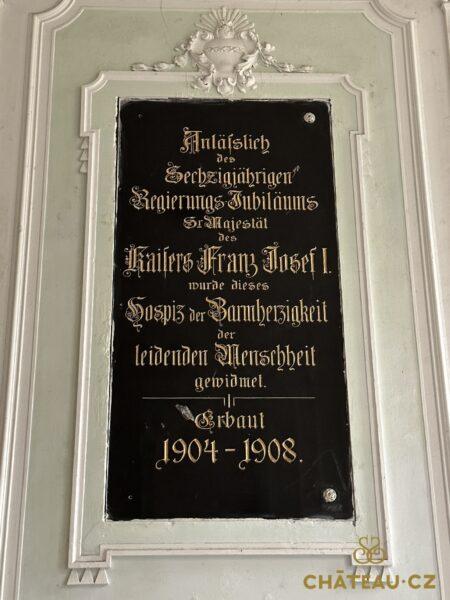 Anläſslich
des
Sechzigjährigen
Regierungs-Jubiläums
Sr Majestät
des
Kaiſers Franz Josef I.
wurde dieses
Hospiz der Barmherzigkeit
der
leidenden Menschheit
gewidmet.
Erbaut
1904-1908.
CHÂTEAU.CZ